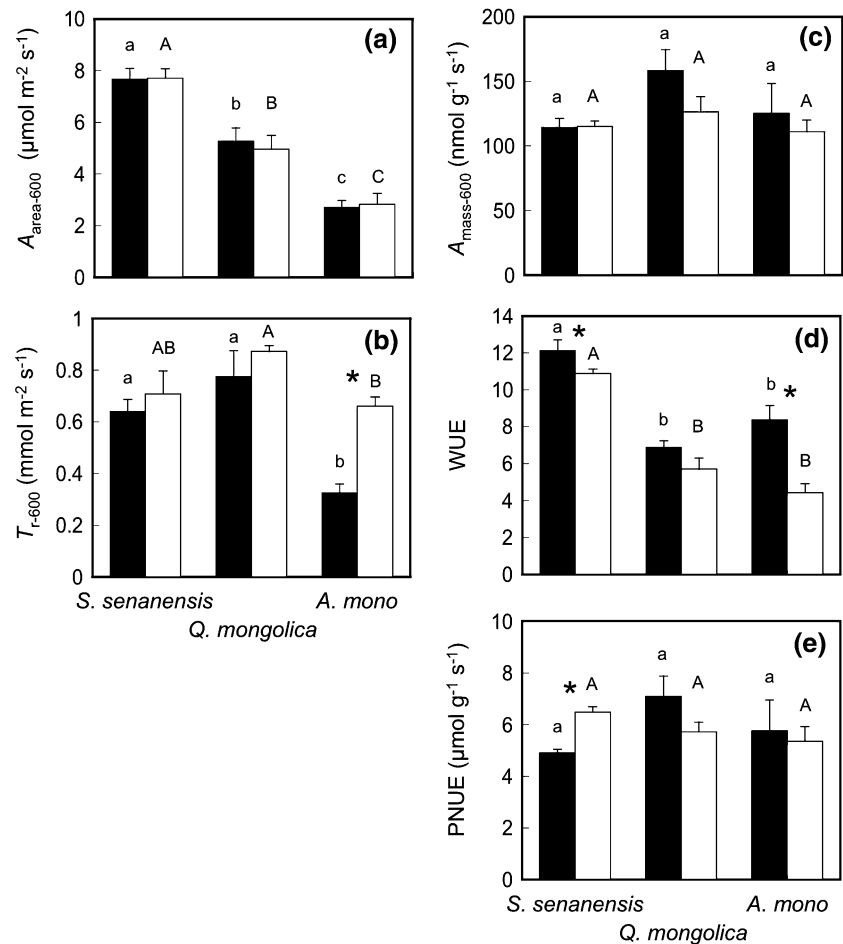 (a)
A area-600 (μmol m-2 s-1)
10
8
6
4
2
0
a A
b B
c C
(b)
Tr-600 (mmol m-2 s-1)
1
0.8
0.6
0.4
0.2
0
a AB
a A
b * B
S. senanensis
Q. mongolica
A. mono
(c)
A mass-600 (nmol g-1 s-1)
200
150
100
50
0
a A
a A
a A
(d)
WUE
14
12
10
8
6
4
2
0
a * A
b B
b * B
(e)
PNUE (μmol g-1 s-1)
10
8
6
4
2
0
a * A
a A
a A
S. senanensis
Q. mongolica
A. mono